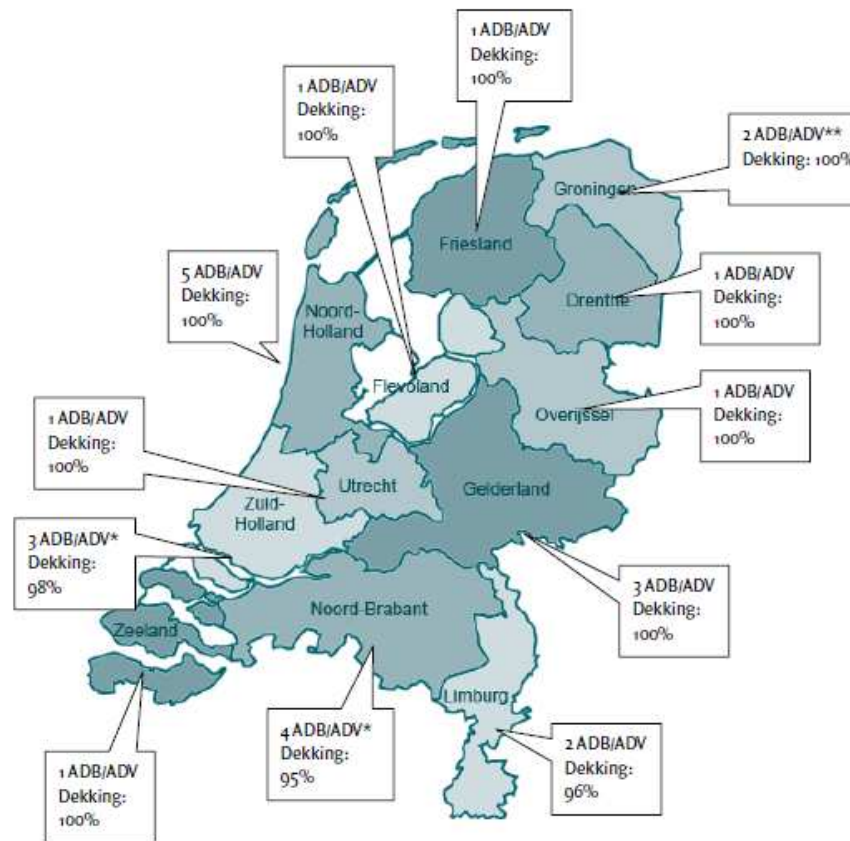 1 ADB/ADV
Dekking:
100%
1 ADB/ADV
Dekking:
100%
2 ADB/ADV**
Dekking: 100%
Groningen
Friesland
1 ADB/ADV
Dekking:
100%
Drenthe
5 ADB/ADV
Dekking:
100%
Noord-
Holland
Flevoland
1 ADB/ADV
Dekking:
100%
Overijssel
1 ADB/ADV
Dekking:
100%
Utrecht
Gelderland
Zuid-
Holland
3 ADB/ADV*
Dekking:
98%
3 ADB/ADV
Dekking:
100%
Noord-Brabant
Zeeland
Limburg
4 ADB/ADV*
Dekking:
95%
2 ADB/ADV
Dekking:
96%
1 ADB/ADV
Dekking:
100%